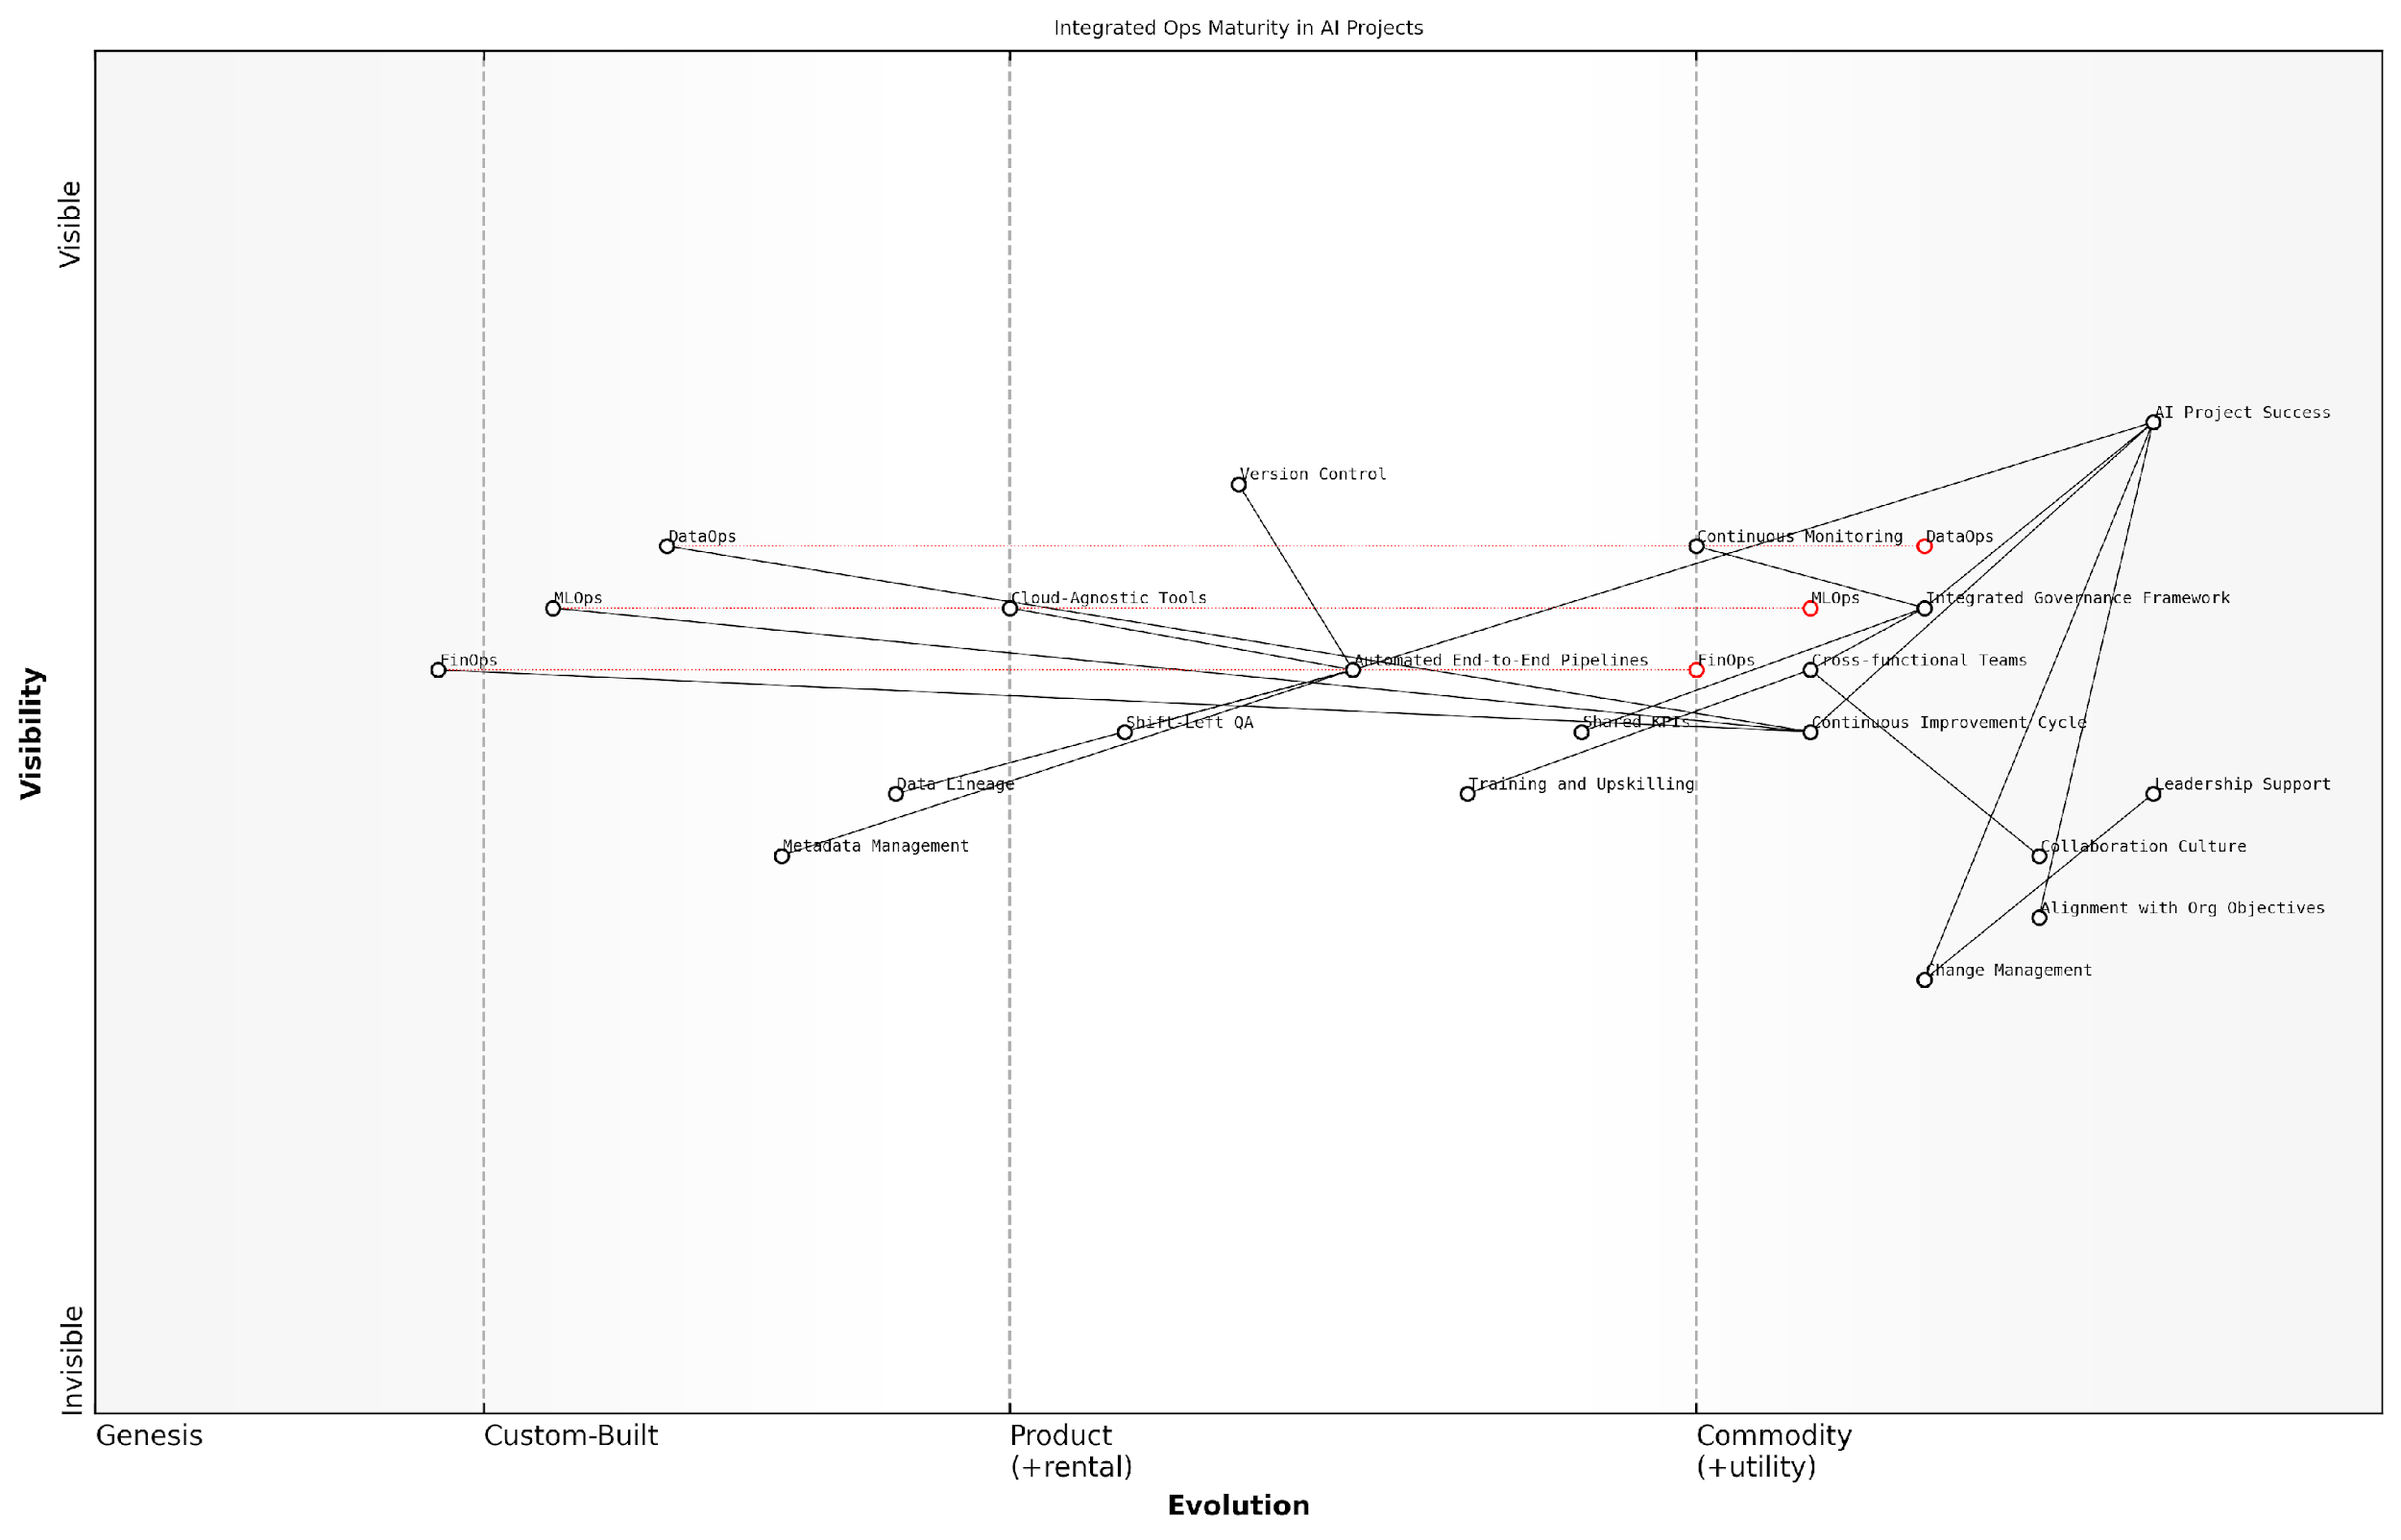 Integrated Ops Maturity in AI Projects
Visible
AI Project Success
Version Control
DataOps
Continuous Monitoring
DataOps
MLOps
Cloud-Agnostic Tools
MLOps
Integrated Governance Framework
FinOps
Automated End-to-End Pipelines
FinOps
Cross-functional Teams
Visibility
Shift-Left QA
Shared KPIs
Continuous Improvement Cycle
Data Lineage
Training and Upskilling
Leadership Support
Metadata Management
Collaboration Culture
Alignment with Org Objectives
Change Management
Invisible
Genesis
Custom-Built
Product
(+rental)
Commodity
(+utility)
Evolution